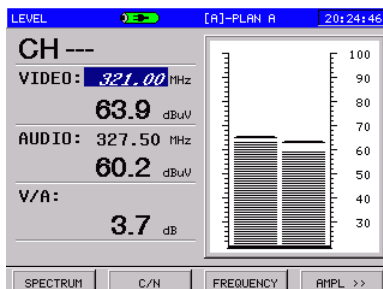 LEVEL [A]-PLAN A 20:24:46
CH ---
VIDEO: 321.00 MHz
63.9 dBuV
AUDIO: 327.50 MHz
60.2 dBuV
V/A:
3.7 dB
100
90
80
70
60
50
40
30
SPECTRUM C/N FREQUENCY AMPL >>